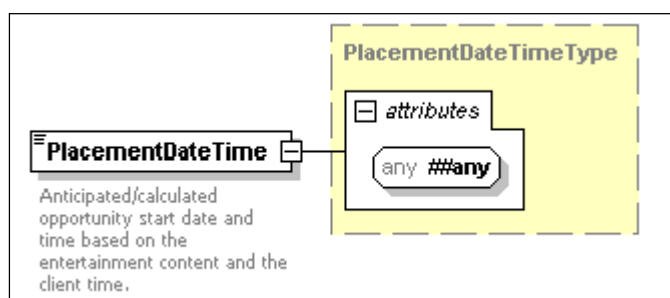 PlacementDateTimeType
attributes
any ##any
PlacementDateTime
Anticipated/calculated
opportunity start date and
time based on the
entertainment content and the
client time.